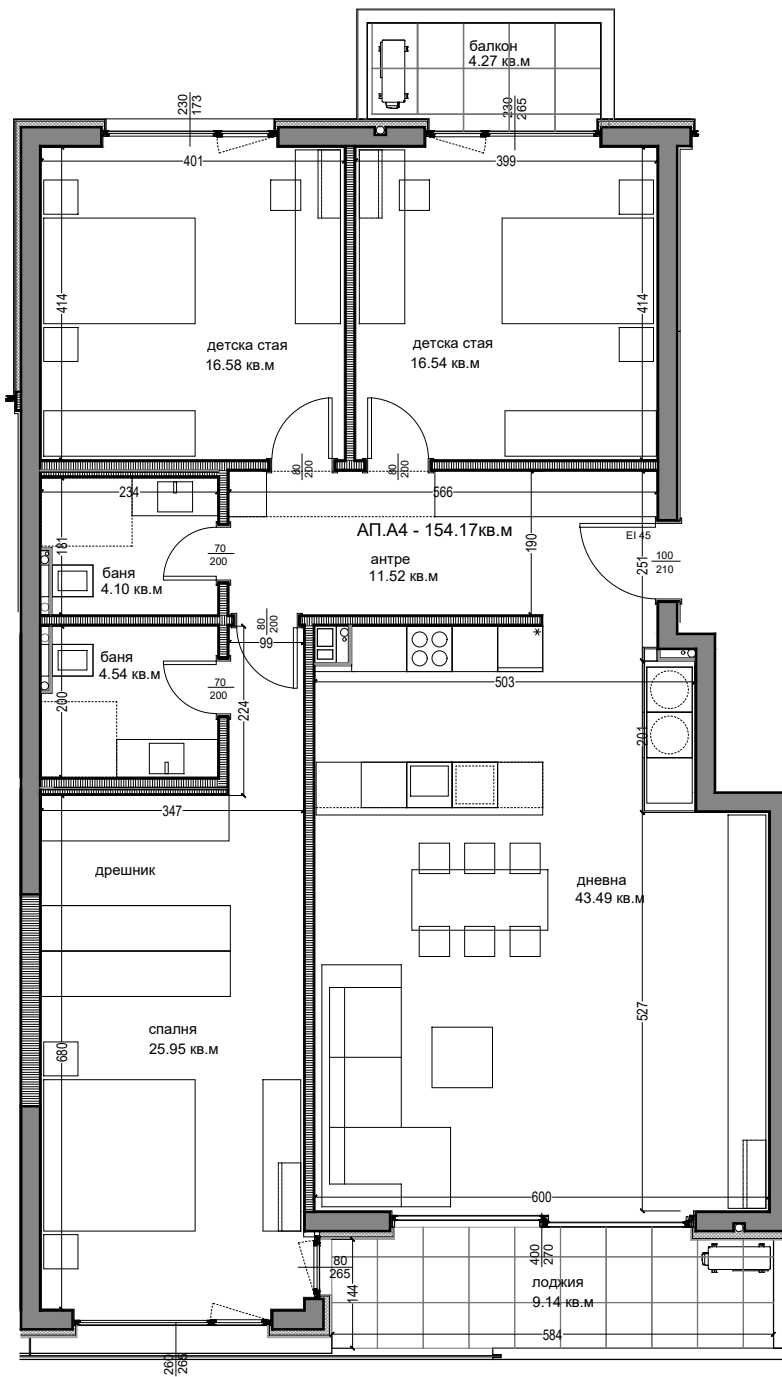 балкон
4.27 кв.м
230
173
230
265
401
399
414
414
детска стая
16.58 кв.м
детска стая
16.54 кв.м
80
200
80
200
234
566
АП.А4 - 154.17кв.м
антре
11.52 кв.м
190
EI 45
251
100
210
181
70
200
баня
4.10 кв.м
80
200
99
*
баня
4.54 кв.м
200
70
200
224
503
201
347
дрешник
дневна
43.49 кв.м
спалня
25.95 кв.м
680
527
600
400
270
80
265
144
лоджия
9.14 кв.м
584
260
265